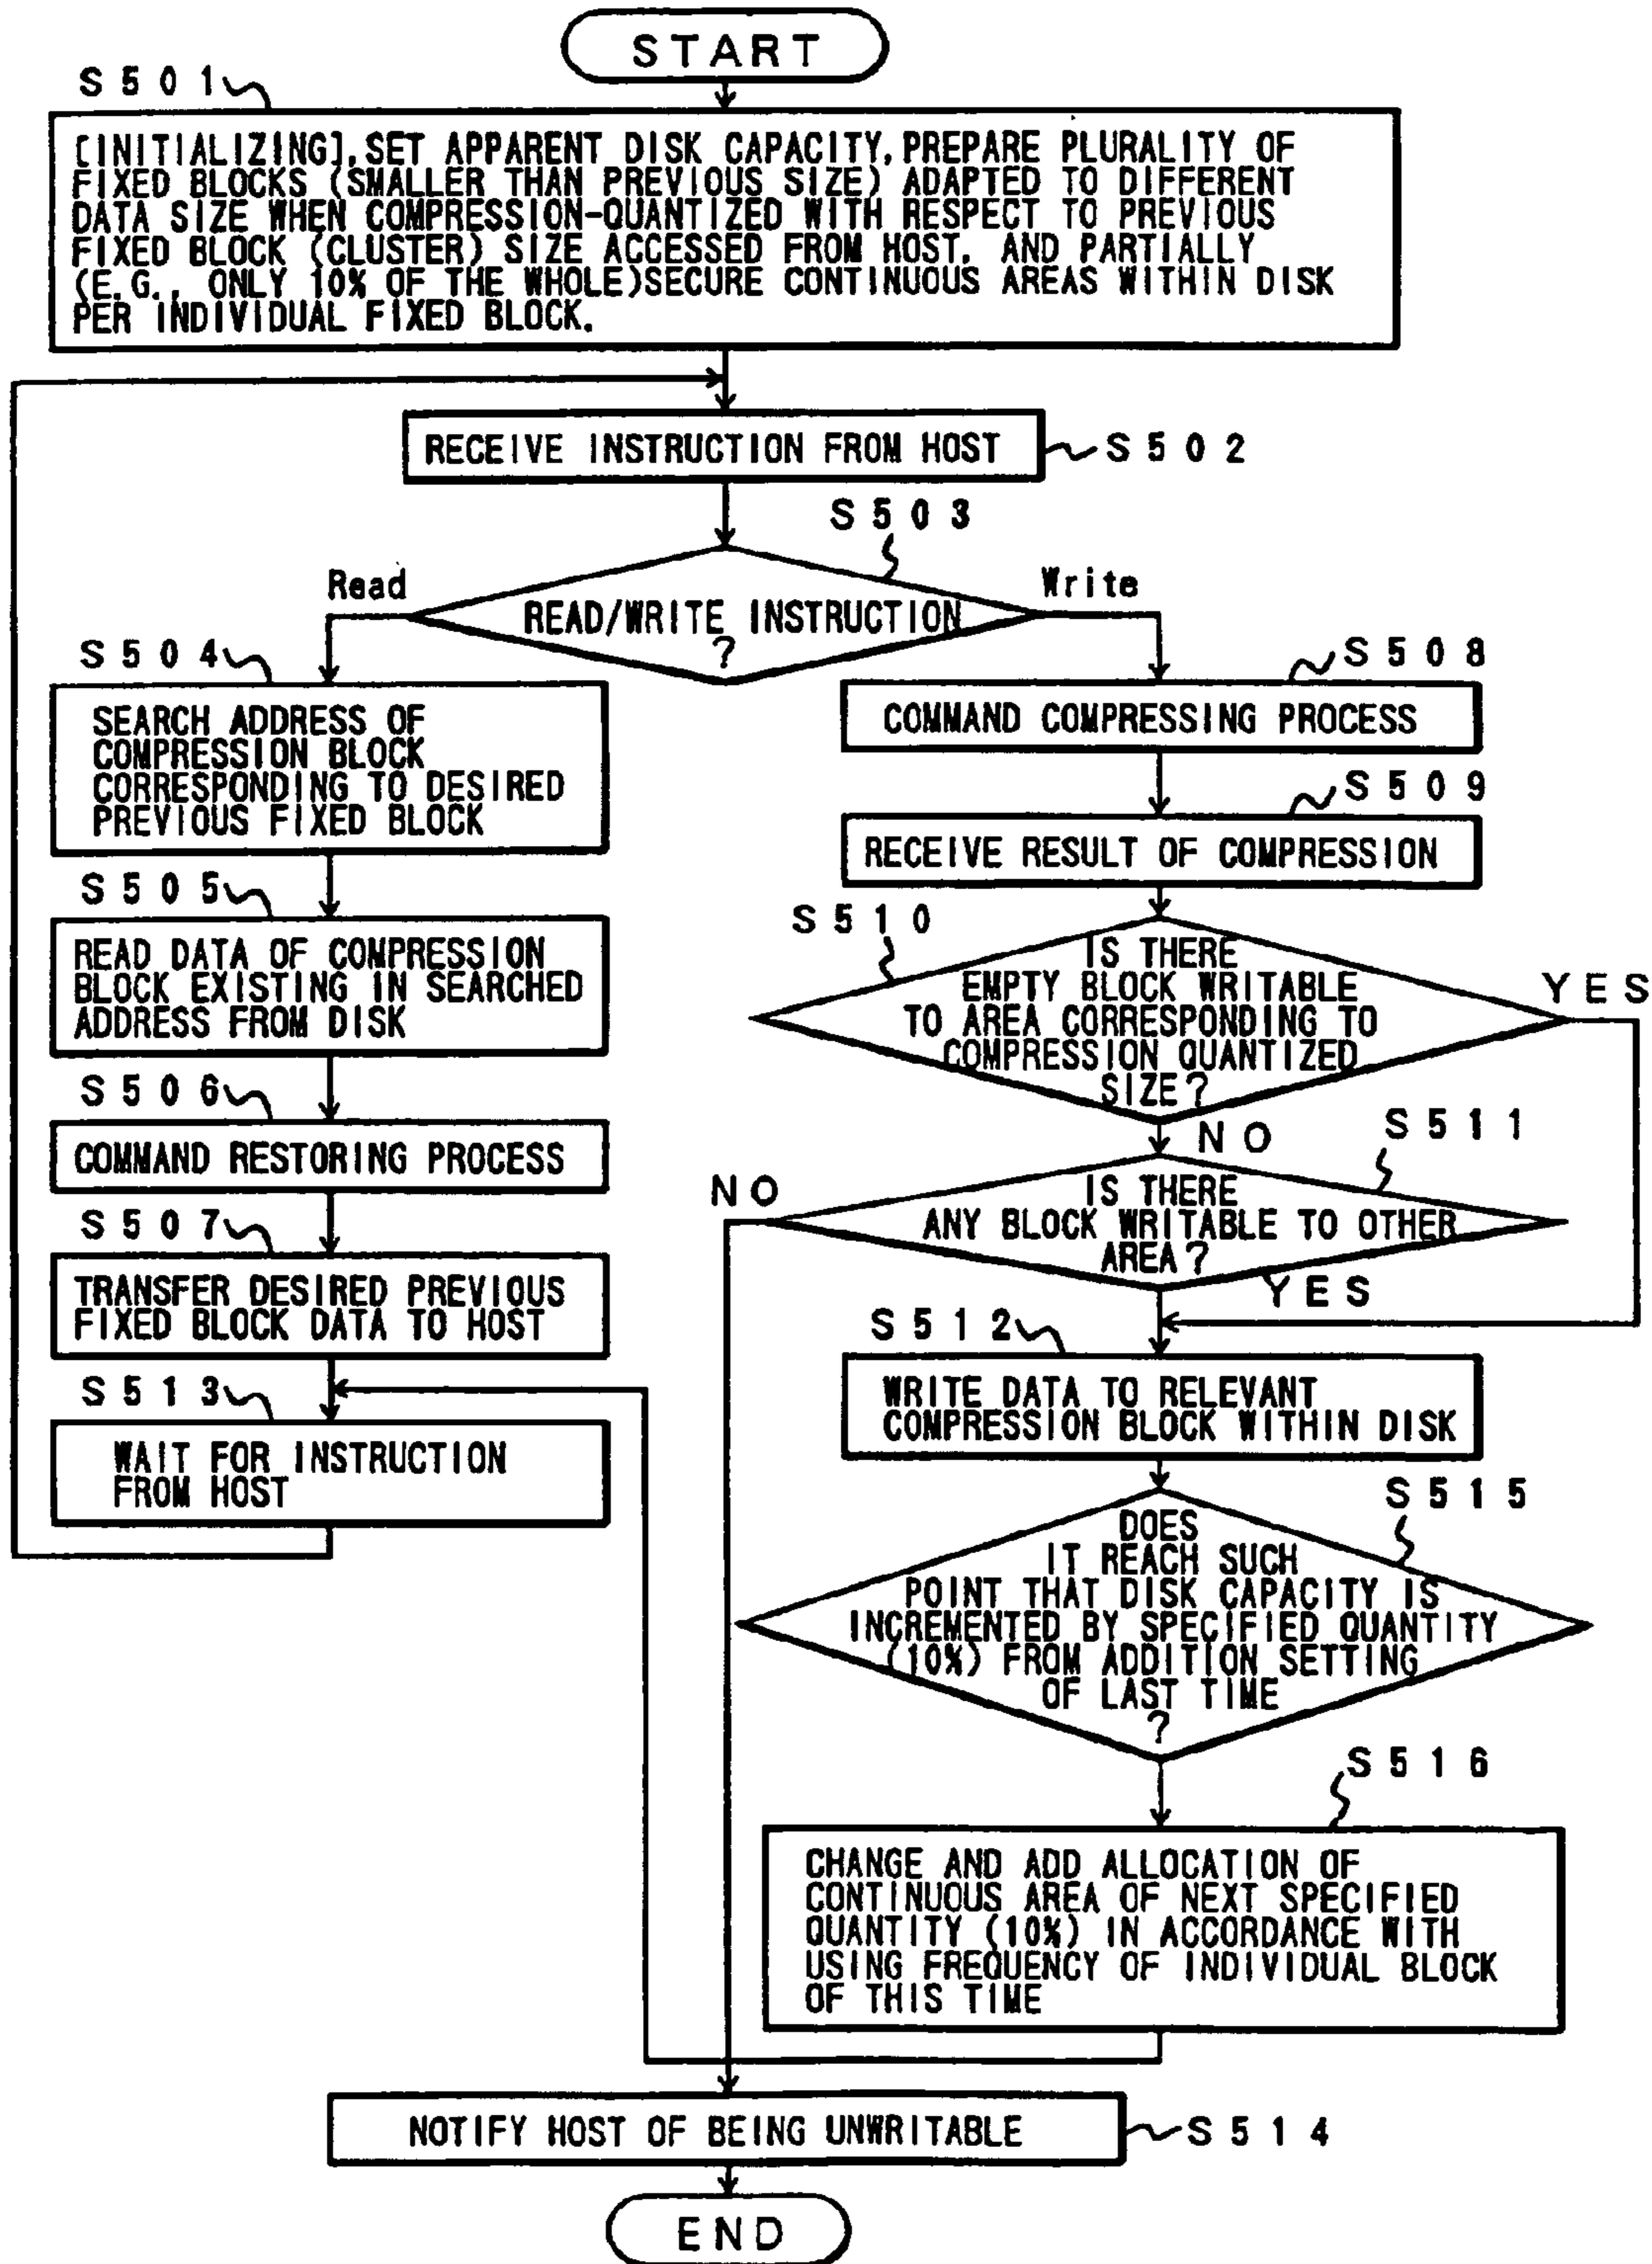 START
S501
[INITIALIZING], SET APPARENT DISK CAPACITY, PREPARE PLURALITY OF
FIXED BLOCKS (SMALLER THAN PREVIOUS SIZE) ADAPTED TO DIFFERENT
DATA SIZE WHEN COMPRESSION-QUANTIZED WITH RESPECT TO PREVIOUS
FIXED BLOCK (CLUSTER) SIZE ACCESSED FROM HOST. AND PARTIALLY
(E.G., ONLY 10% OF THE WHOLE)SECURE CONTINUOUS AREAS WITHIN DISK
PER INDIVIDUAL FIXED BLOCK.
RECEIVE INSTRUCTION FROM HOST
S502
S503
Read
Write
READ/WRITE INSTRUCTION
?
S504
SEARCH ADDRESS OF
COMPRESSION BLOCK
CORRESPONDING TO DESIRED
PREVIOUS FIXED BLOCK
S505
READ DATA OF COMPRESSION
BLOCK EXISTING IN SEARCHED
ADDRESS FROM DISK
S506
COMMAND RESTORING PROCESS
S507
TRANSFER DESIRED PREVIOUS
FIXED BLOCK DATA TO HOST
S513
WAIT FOR INSTRUCTION
FROM HOST
S508
COMMAND COMPRESSING PROCESS
S509
RECEIVE RESULT OF COMPRESSION
S510
IS THERE
EMPTY BLOCK WRITABLE
TO AREA CORRESPONDING TO
COMPRESSION QUANTIZED
SIZE?
YES
NO
S511
NO
IS THERE
ANY BLOCK WRITABLE TO OTHER
AREA?
YES
S512
WRITE DATA TO RELEVANT
COMPRESSION BLOCK WITHIN DISK
S515
DOES
IT REACH SUCH
POINT THAT DISK CAPACITY IS
INCREMENTED BY SPECIFIED QUANTITY
(10%) FROM ADDITION SETTING
OF LAST TIME
?
S516
CHANGE AND ADD ALLOCATION OF
CONTINUOUS AREA OF NEXT SPECIFIED
QUANTITY (10%) IN ACCORDANCE WITH
USING FREQUENCY OF INDIVIDUAL BLOCK
OF THIS TIME
NOTIFY HOST OF BEING UNWRITABLE
S514
END